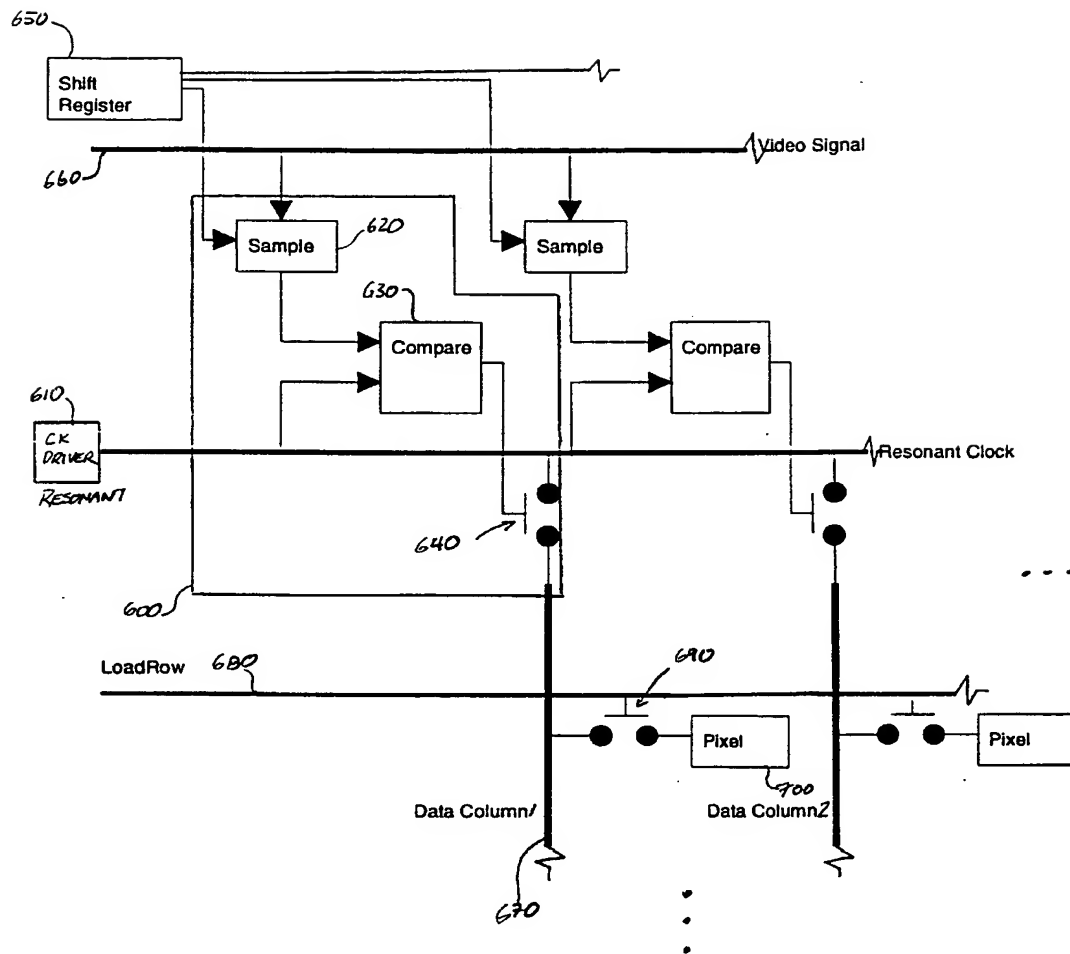 650
Shift
Register
Video Signal
660
Sample
620
Sample
630
Compare
Compare
610
CK
DRIVER
RESONANT
Resonant Clock
640
600
...
LoadRow
680
690
Pixel
Pixel
700
Data Column1
Data Column2
670